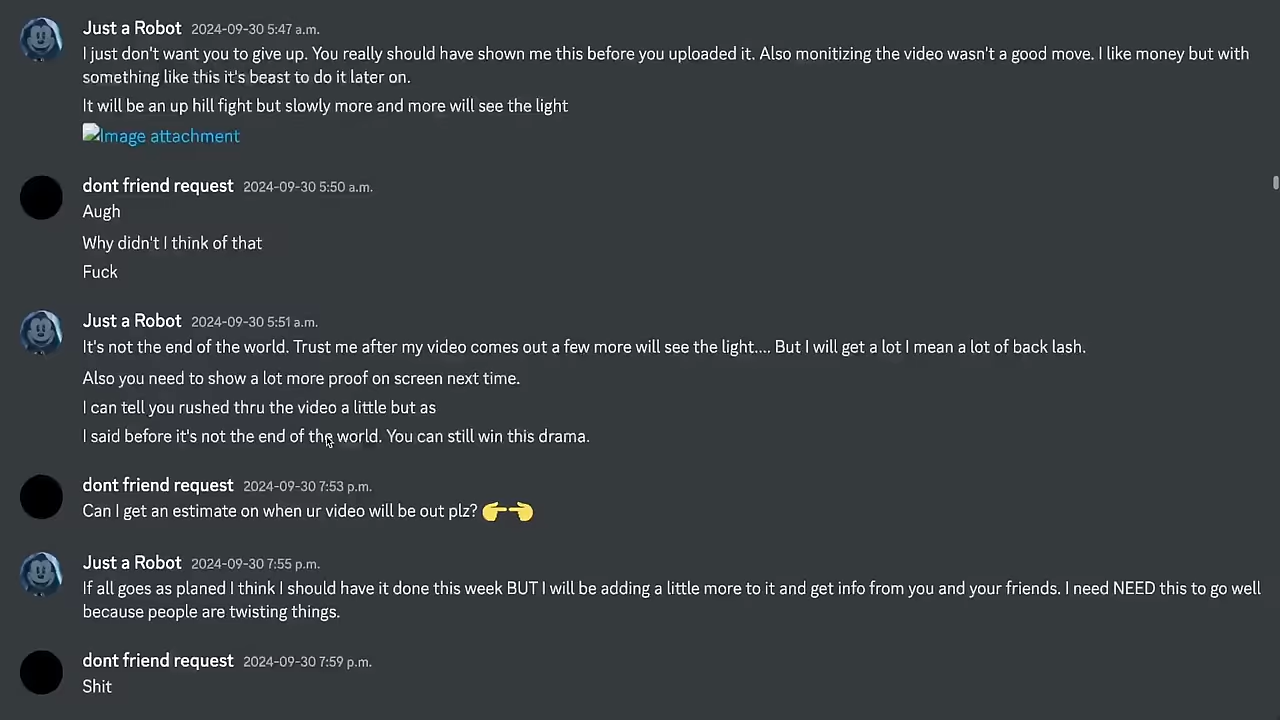 Just a Robot 2024-09-30 5:47 a.m.
I just don't want you to give up. You really should have shown me this before you uploaded it. Also monitizing the video wasn't a good move. I like money but with
something like this it's beast to do it later on.
It will be an up hill fight but slowly more and more will see the light
Image attachment
dont friend request 2024-09-30 5:50 a.m.
Augh
Why didn't I think of that
Fuck
Just a Robot 2024-09-30 5:51 a.m.
It's not the end of the world. Trust me after my video comes out a few more will see the light.... But I will get a lot I mean a lot of back lash.
Also you need to show a lot more proof on screen next time.
I can tell you rushed thru the video a little but as
I said before it's not the end of the world. You can still win this drama.
dont friend request 2024-09-30 7:53 p.m.
Can I get an estimate on when ur video will be out plz? 👉👈
Just a Robot 2024-09-30 7:55 p.m.
If all goes as planed I think I should have it done this week BUT I will be adding a little more to it and get info from you and your friends. I need NEED this to go well
because people are twisting things.
dont friend request 2024-09-30 7:59 p.m.
Shit